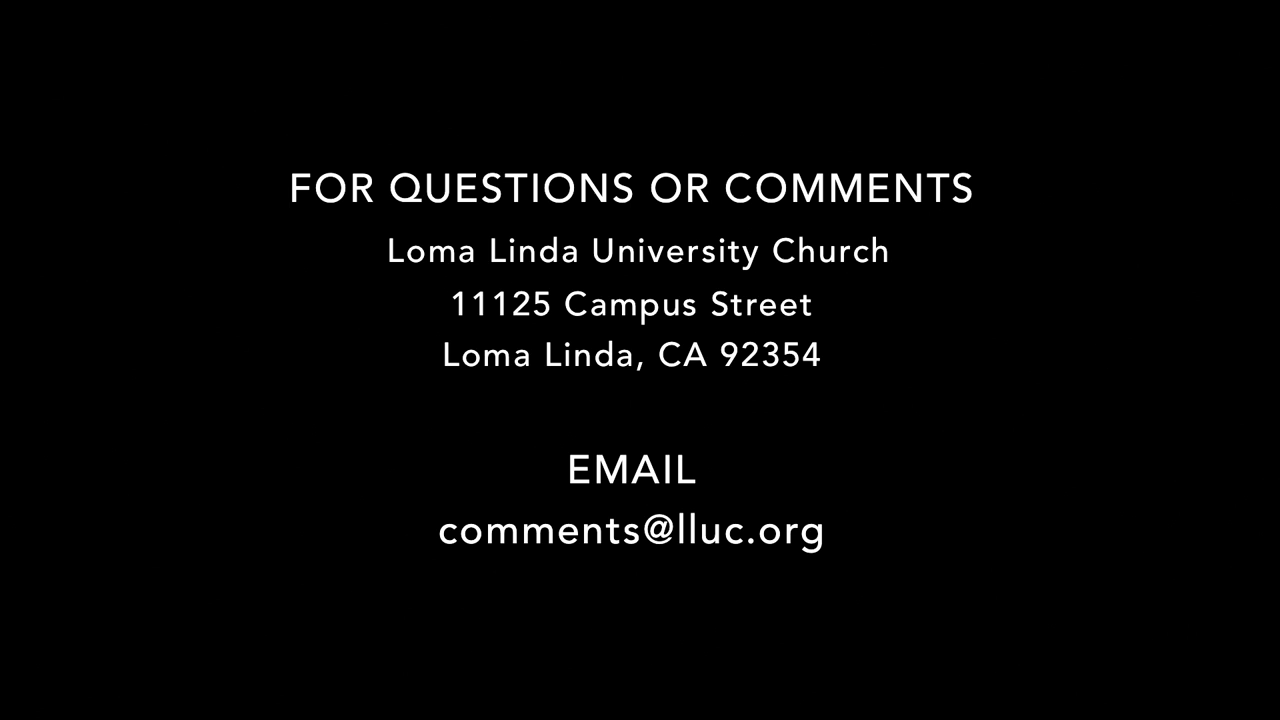 FOR QUESTIONS OR COMMENTS
Loma Linda University Church
11125 Campus Street
Loma Linda, CA 92354
EMAIL
comments@lluc.org